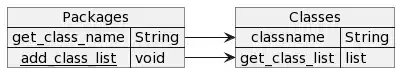 Packages
get_class_name String
add_class_list void
Classes
classname String
get_class_list list